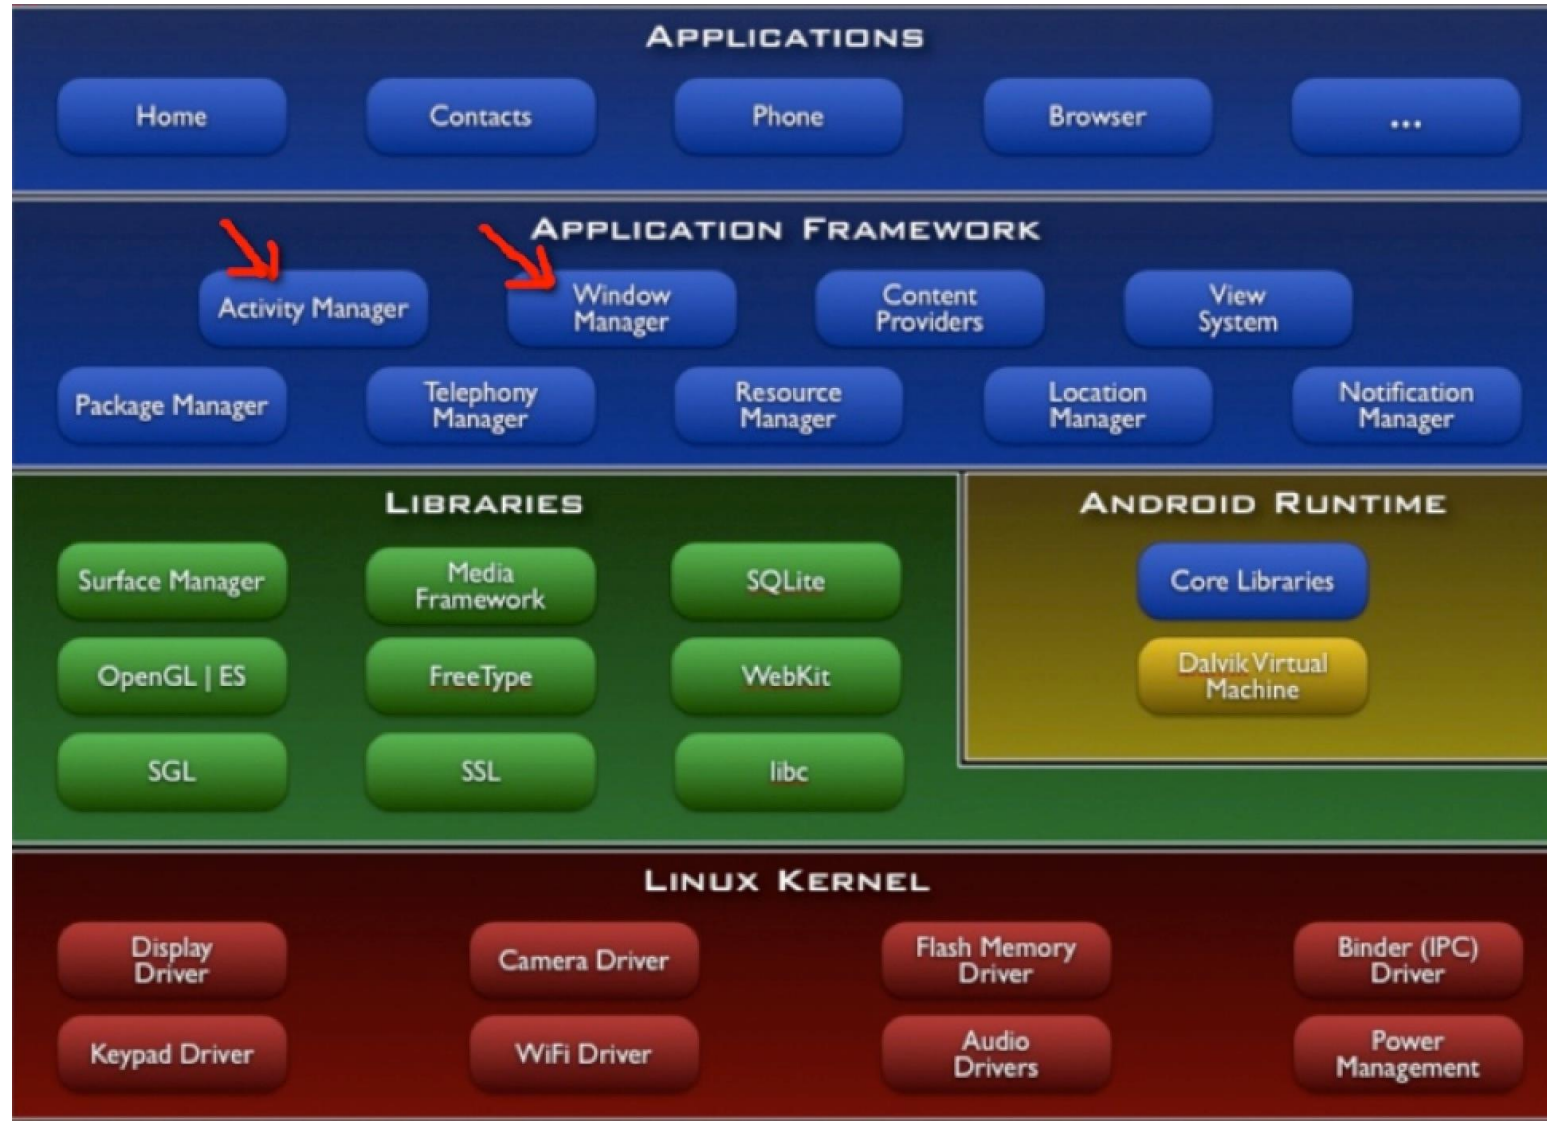 APPLICATIONS
Home
Contacts
Phone
Browser
...
APPLICATION FRAMEWORK
Activity Manager
Window
Manager
Content
Providers
View
System
Package Manager
Telephony
Manager
Resource
Manager
Location
Manager
Notification
Manager
LIBRARIES
Surface Manager
Media
Framework
SQLite
OpenGL | ES
FreeType
WebKit
SGL
SSL
libc
ANDROID RUNTIME
Core Libraries
Dalvik Virtual
Machine
LINUX KERNEL
Display
Driver
Camera Driver
Flash Memory
Driver
Binder (IPC)
Driver
Keypad Driver
WiFi Driver
Audio
Drivers
Power
Management